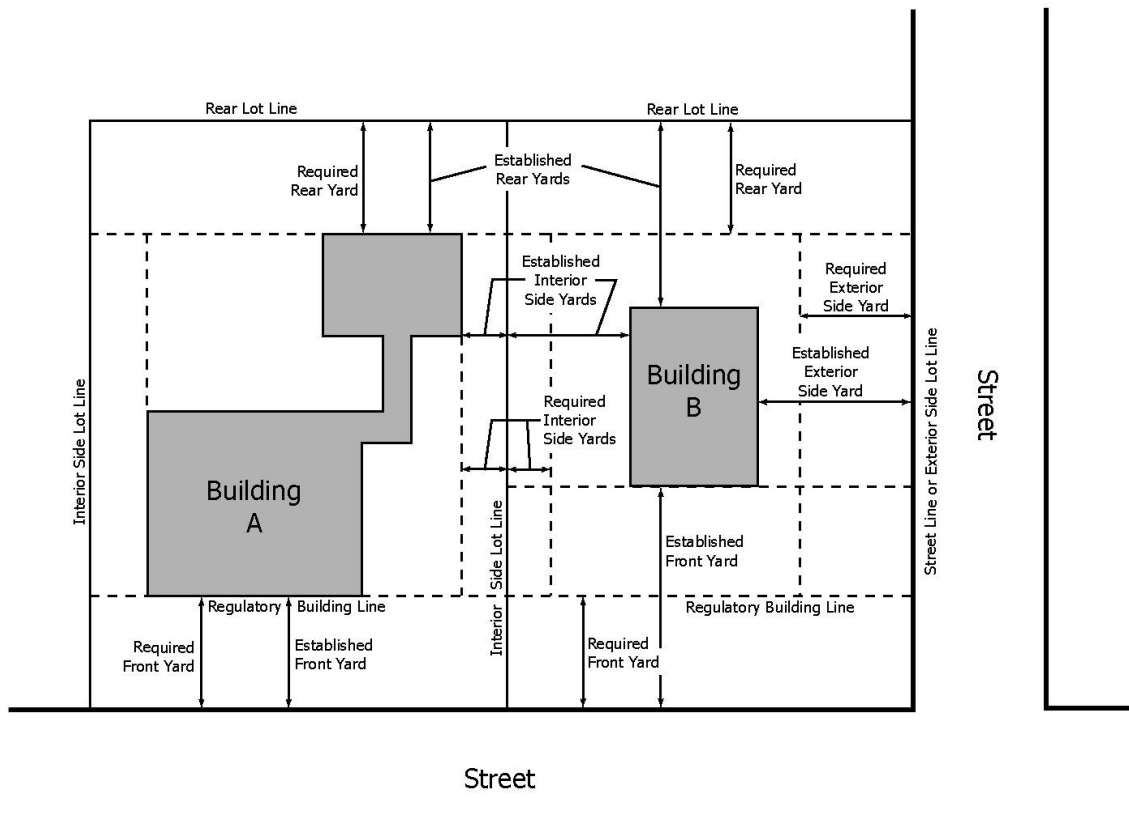 Rear Lot Line
Rear Lot Line
Required
Rear Yard
Established
Rear Yards
Required
Rear Yard
Established
Interior
Side Yards
Required
Exterior
Side Yard
Building
B
Established
Exterior
Side Yard
Street Line or Exterior Side Lot Line
Street
Interior Side Lot Line
Required
Interior
Side Yards
Building
A
Interior Side Lot Line
Established
Front Yard
Regulatory Building Line
Regulatory Building Line
Required
Front Yard
Established
Front Yard
Required
Front Yard
Street